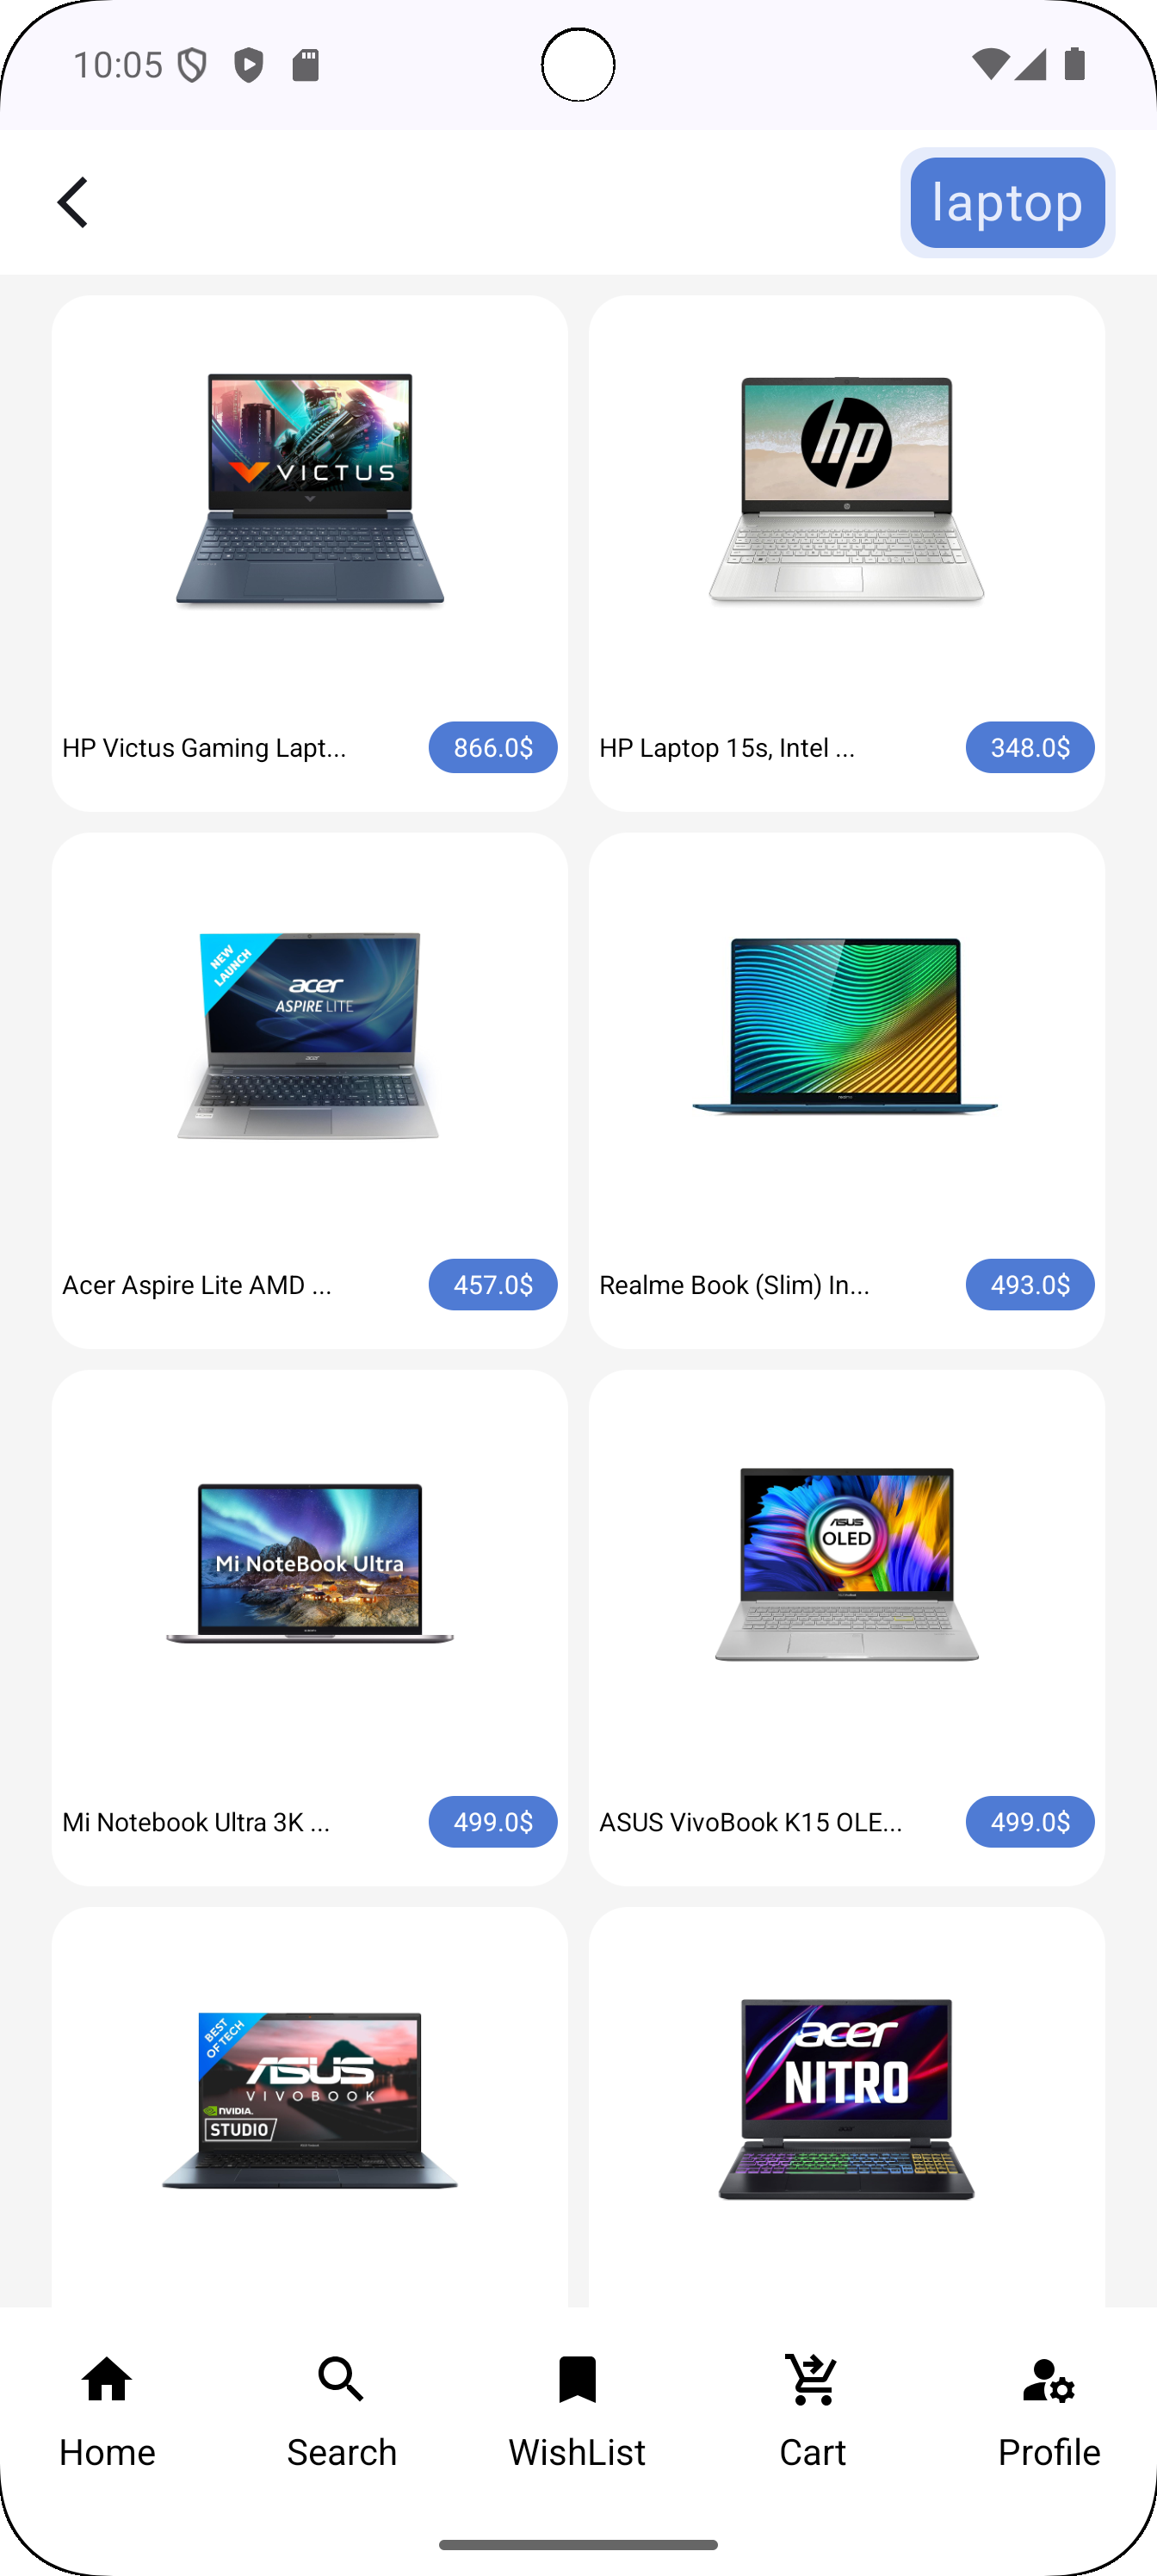 10:05
laptop
VICTUS
hp
HP Victus Gaming Lapt...
866.0$
HP Laptop 15s, Intel ...
348.0$
NEW
LAUNCH
acer
ASPIRE LITE
acer
Acer Aspire Lite AMD ...
457.0$
Realme Book (Slim) In...
493.0$
Mi NoteBook Ultra
ASUS
OLED
Mi Notebook Ultra 3K ...
499.0$
ASUS VivoBook K15 OLE...
499.0$
BEST
OF TECH
ASUS
VIVOBOOK
NVIDIA.
STUDIO
acer
NITRO
Home
Search
WishList
Cart
Profile